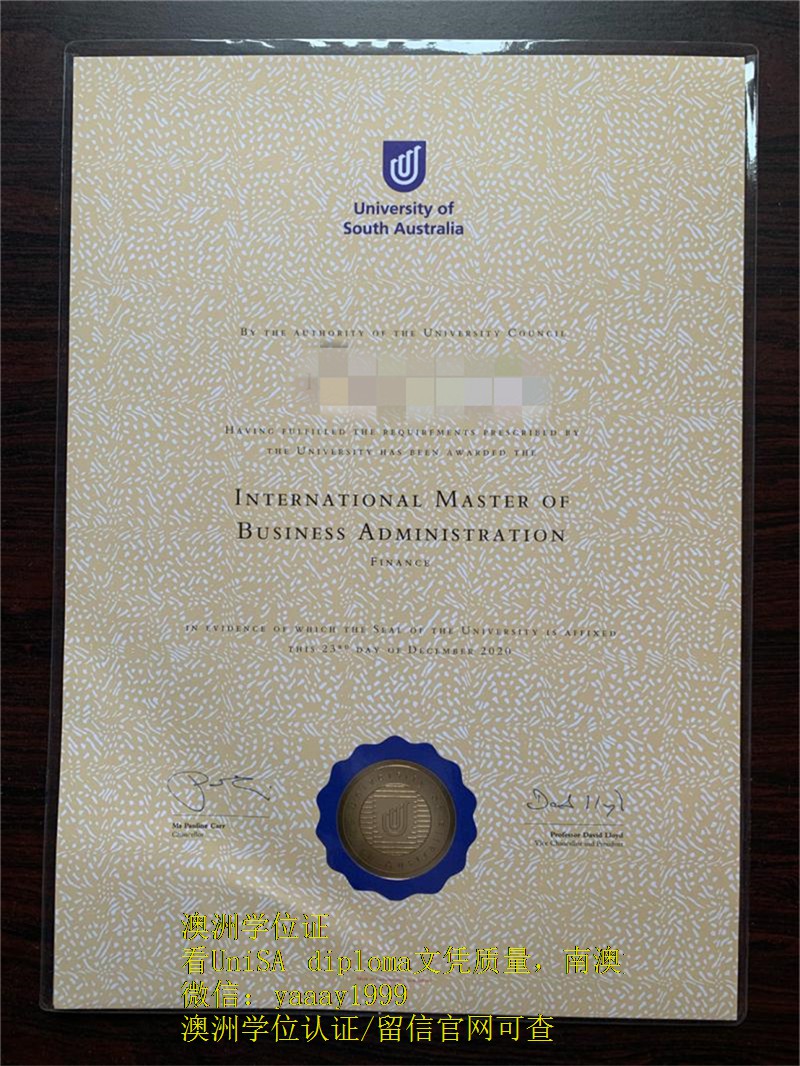 University of
South Australia
By the authority of the University Council
Having fulfilled the requirements prescribed by
the University has been awarded the
International Master of
Business Administration
Finance
in evidence of which the Seal of the University is affixed
this 23rd day of December 2020
Ms Pauline Carr
Chancellor
Professor David Lloyd
Vice Chancellor and President
澳洲学位证
看UniSA diploma文凭质量，南澳
微信：yaaay1999
澳洲学位认证/留信官网可查